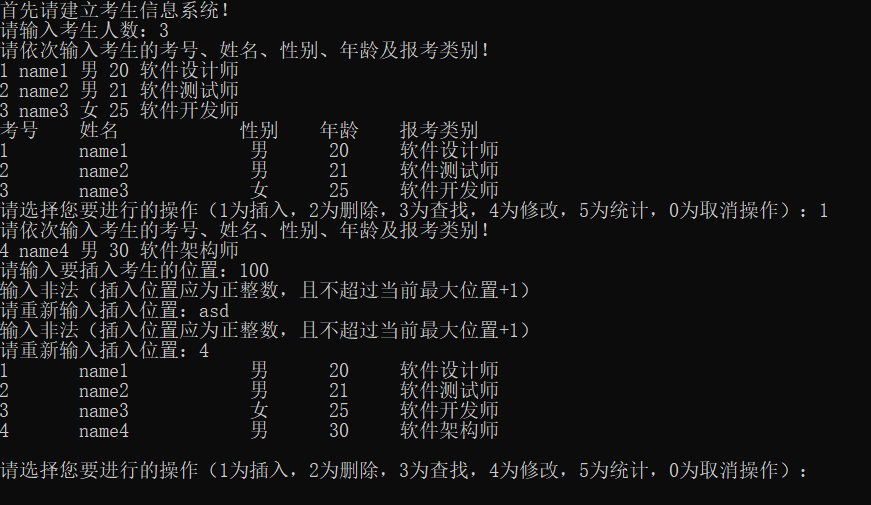 首先请建立考生信息系统!
请输入考生人数：3
请依次输入考生的考号、姓名、性别、年龄及报考类别!
1 name1 男 20 软件设计师
2 name2 男 21 软件测试师
3 name3 女 25 软件开发师
考号 姓名 性别 年龄 报考类别
1 name1 男 20 软件设计师
2 name2 男 21 软件测试师
3 name3 女 25 软件开发师
请选择您要进行的操作（1为插入，2为删除，3为查找，4为修改，5为统计，0为取消操作）：1
请依次输入考生的考号、姓名、性别、年龄及报考类别!
4 name4 男 30 软件架构师
请输入要插入考生的位置：100
输入非法（插入位置应为正整数，且不超过当前最大位置+1）
请重新输入插入位置：asd
输入非法（插入位置应为正整数，且不超过当前最大位置+1）
请重新输入插入位置：4
1 name1 男 20 软件设计师
2 name2 男 21 软件测试师
3 name3 女 25 软件开发师
4 name4 男 30 软件架构师
请选择您要进行的操作（1为插入，2为删除，3为查找，4为修改，5为统计，0为取消操作）：